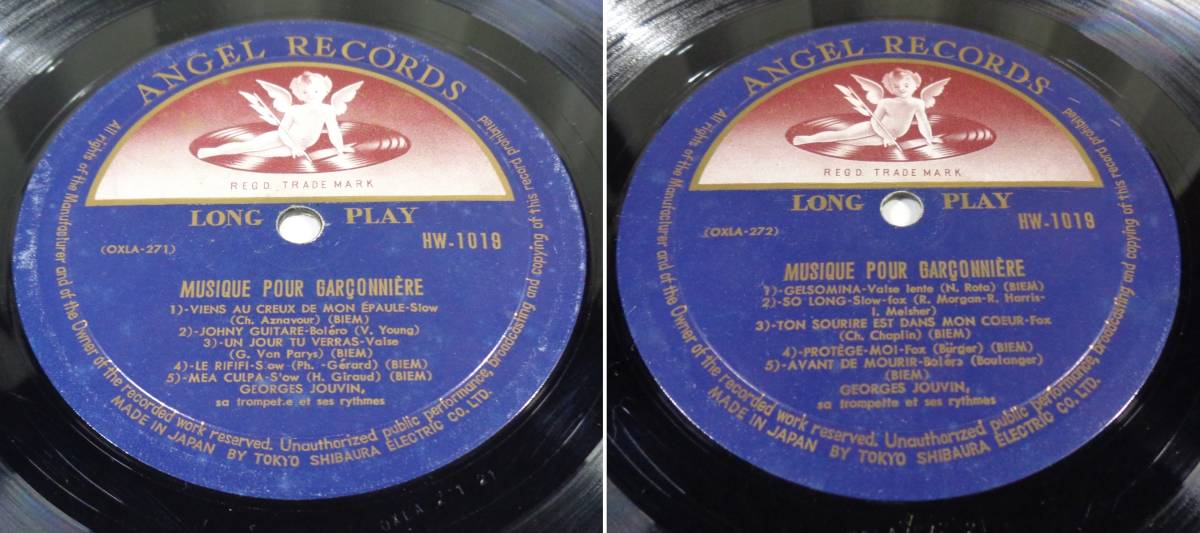 ANGEL RECORDS
REGD. TRADE MARK
LONG PLAY
HW-1019
(OXLA-271)
MUSIQUE POUR GARÇONNIÈRE
1)-VIENS AU CREUX DE MON ÉPAULE-Slow
(Ch. Aznavour) (BIEM)
2)-JOHNY GUITARE-Boléro (V. Young)
3)-UN JOUR TU VERRAS-Valse
(G. Van Parys) (BIEM)
4)-LE RIFIFI-S.ow (Ph. -Gérard) (BIEM)
5)-MEA CULPA-S'ow (H. Giraud) (BIEM)
GEORGES JOUVIN,
sa trompette et ses rythmes
All rights of the Manufacturer and of the Owner of the recorded work reserved. Unauthorized public performance, broadcasting and copying of this record prohibited
MADE IN JAPAN BY TOKYO SHIBAURA ELECTRIC CO. LTD.
OXLA
ANGEL RECORDS
REGD. TRADE MARK
LONG PLAY
HW-1019
(OXLA-272)
MUSIQUE POUR GARÇONNIÈRE
1)-GELSOMINA-Valse lente (N. Rota) (BIEM)
2)-SO LONG-Slow-fox (R. Morgan-R. Harris-
I. Melsher)
3)-TON SOURIRE EST DANS MON COEUR-Fox
(Ch. Chaplin) (BIEM)
4)-PROTÈGE-MOI-Fox (Bürger) (BIEM)
5)-AVANT DE MOURIR-Boléro (Boulanger)
(BIEM)
GEORGES JOUVIN,
sa trompette et ses rythmes
All rights of the Manufacturer and of the Owner of the recorded work reserved. Unauthorized public performance, broadcasting and copying of this record prohibited
MADE IN JAPAN BY TOKYO SHIBAURA ELECTRIC CO. LTD.